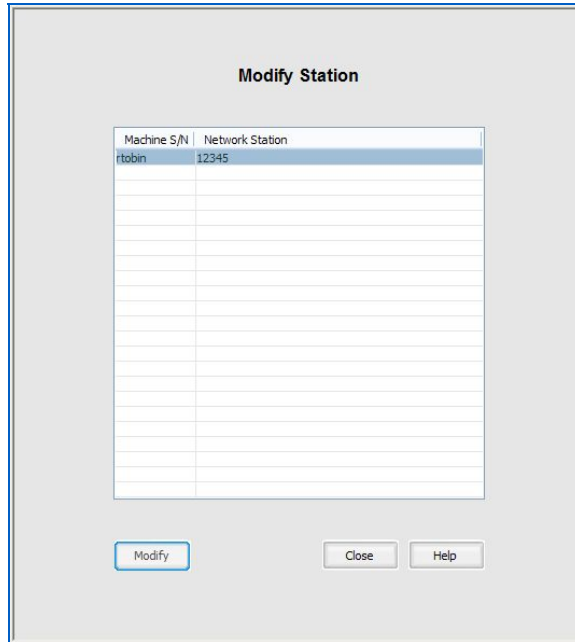 Modify Station
Machine S/N Network Station
rtobin 12345
Modify Close Help